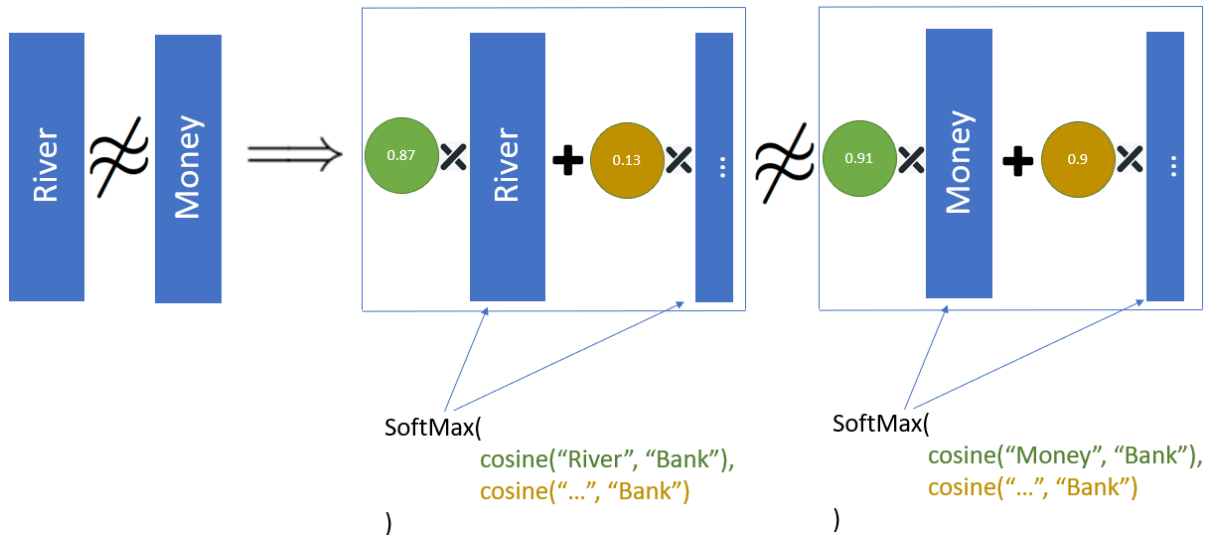 River
≉
Money
⟹
0.87
×
River
+
0.13
×
...
≉
0.91
×
Money
+
0.9
×
...
SoftMax(
cosine(“River”, “Bank”),
cosine(“...”, “Bank”)
)
SoftMax(
cosine(“Money”, “Bank”),
cosine(“...”, “Bank”)
)